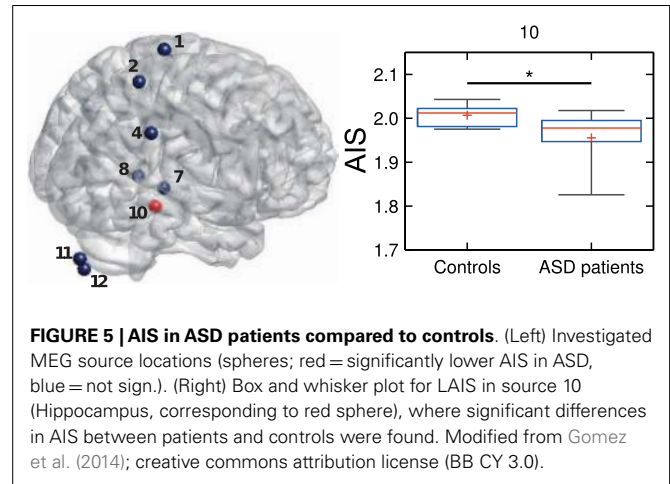 1
2
4
8
7
10
11
12
10
*
2.1
2.0
1.9
1.8
1.7
AIS
Controls
ASD patients
FIGURE 5 | AIS in ASD patients compared to controls. (Left) Investigated
MEG source locations (spheres; red = significantly lower AIS in ASD,
blue = not sign.). (Right) Box and whisker plot for LAIS in source 10
(Hippocampus, corresponding to red sphere), where significant differences
in AIS between patients and controls were found. Modified from Gomez
et al. (2014); creative commons attribution license (BB CY 3.0).